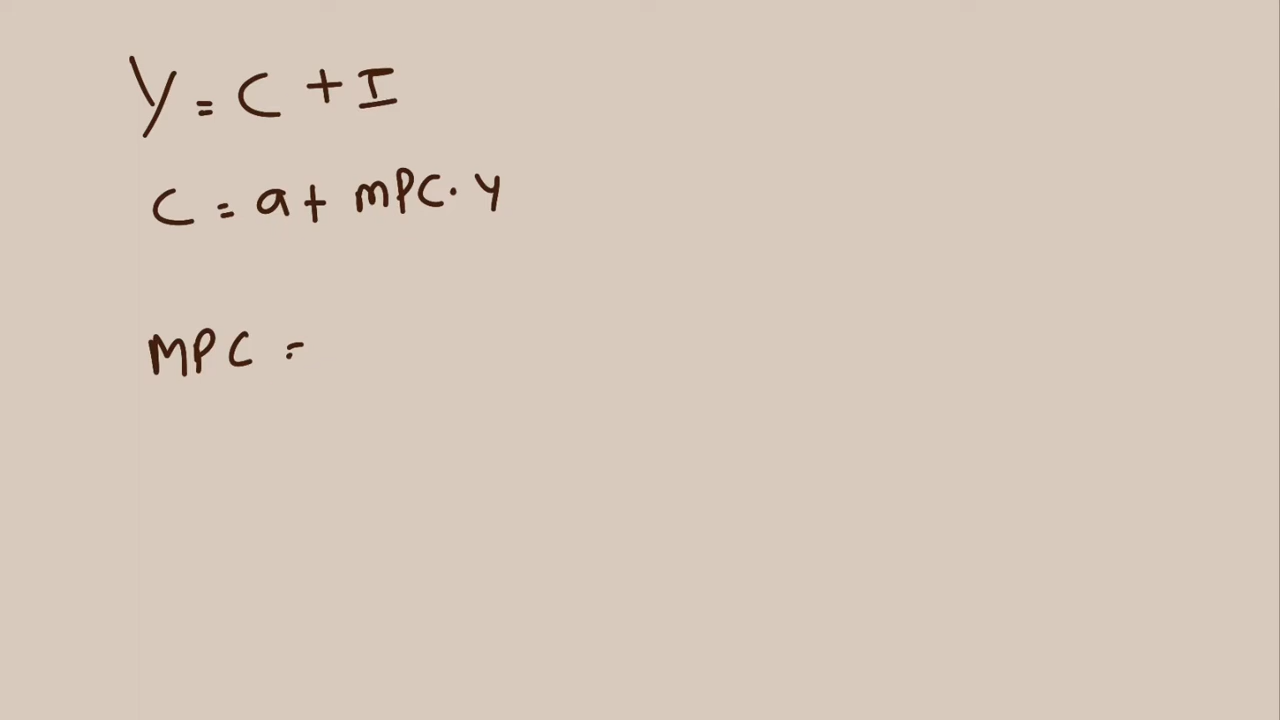 Y = C + I
C = a + MPC · Y
MPC =